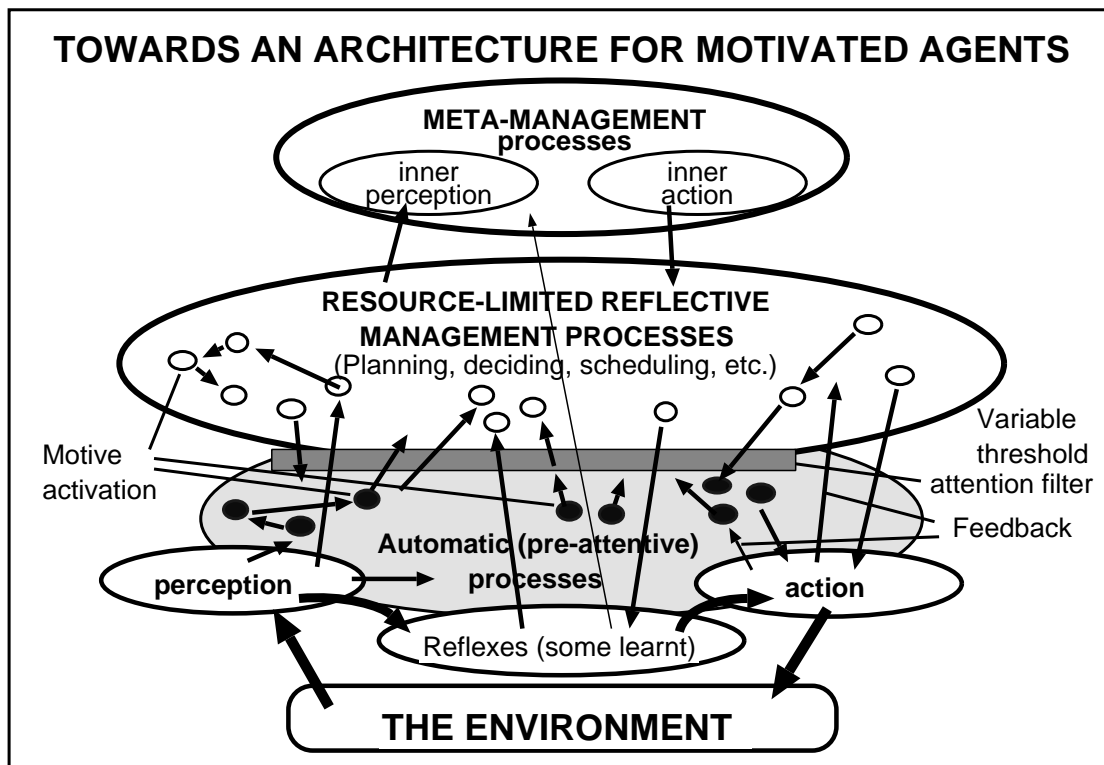 TOWARDS AN ARCHITECTURE FOR MOTIVATED AGENTS
META-MANAGEMENT
processes
inner
perception
inner
action
RESOURCE-LIMITED REFLECTIVE
MANAGEMENT PROCESSES
(Planning, deciding, scheduling, etc.)
Motive
activation
Variable
threshold
attention filter
Feedback
Automatic (pre-attentive)
processes
perception
action
Reflexes (some learnt)
THE ENVIRONMENT